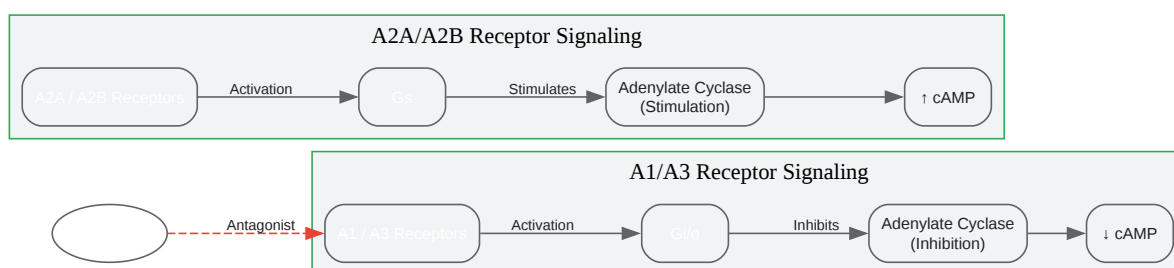 A2A/A2B Receptor Signaling
A2A / A2B Receptors
Activation
Gs
Stimulates
Adenylate Cyclase
(Stimulation)
↑ cAMP
A1/A3 Receptor Signaling
Antagonist
A1 / A3 Receptors
Activation
Gi/o
Inhibits
Adenylate Cyclase
(Inhibition)
↓ cAMP